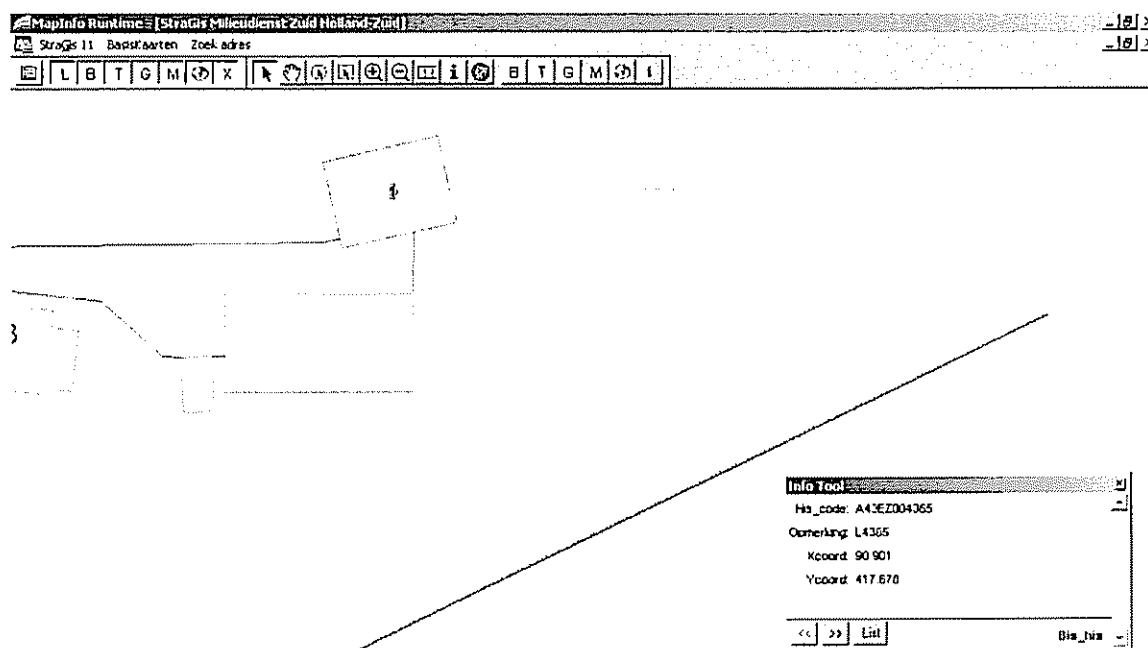 MapInfo Runtime - [StraGis Milieudienst Zuid Holland-Zuid]
StraGis 11 Basiskaarten Zoek adres
L B T G M X i B T G M i
Info Tool
His_code: A43EZ004365
Opmerking: L4365
Xcoord: 90.901
Ycoord: 417.678
<< >> List Bis_his